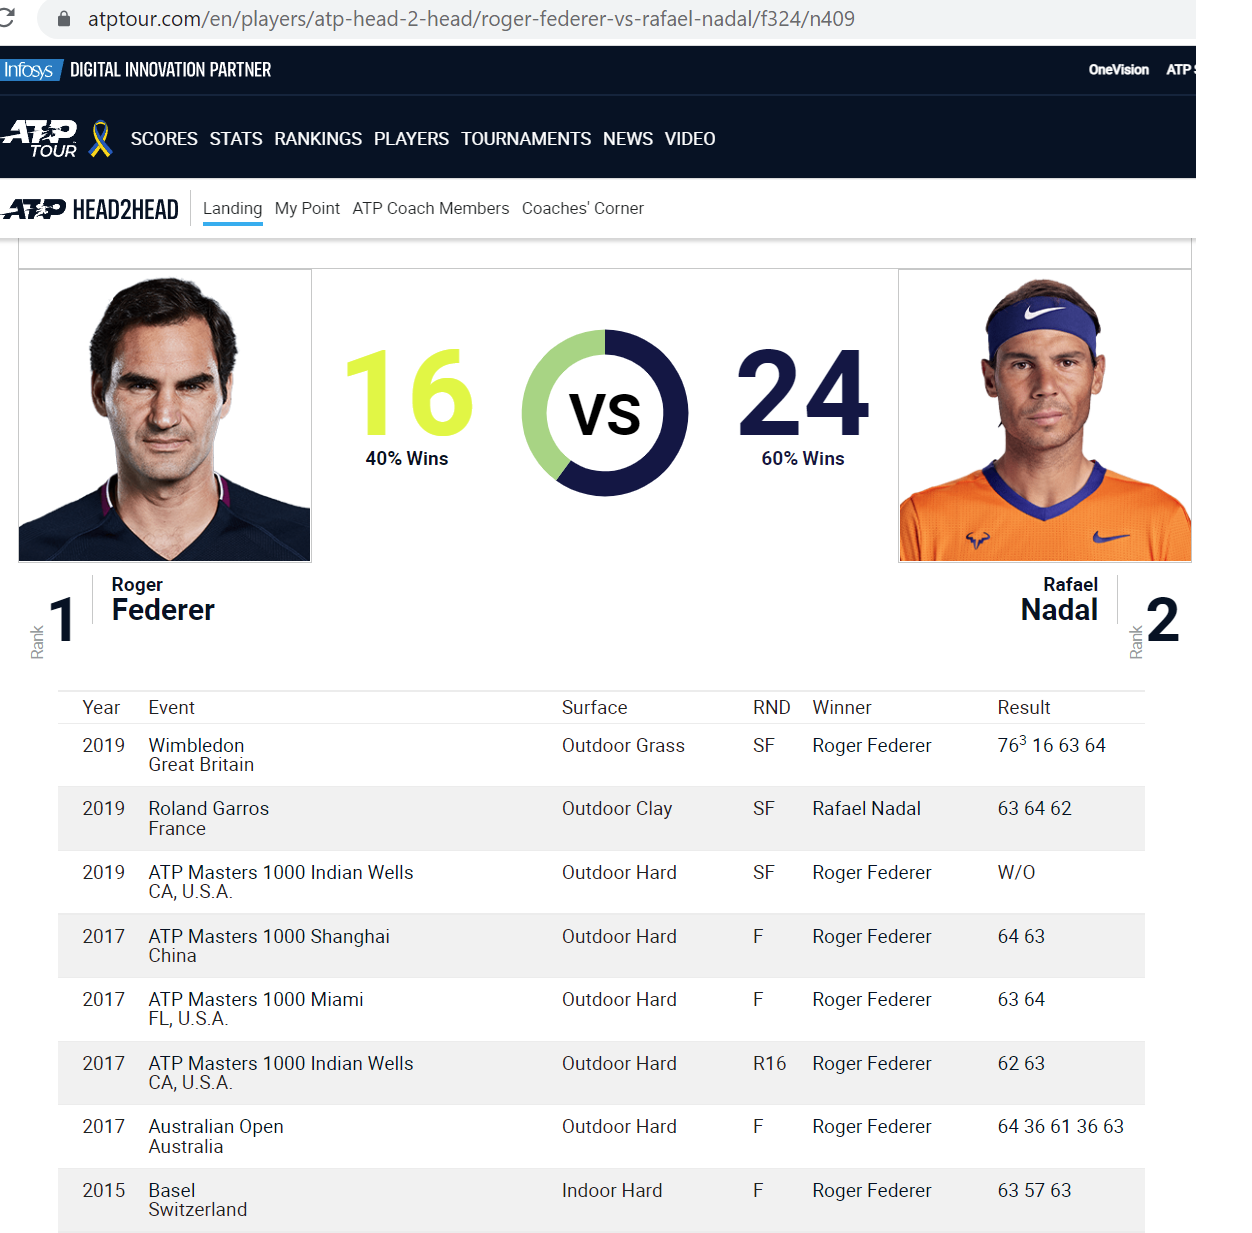 atptour.com/en/players/atp-head-2-head/roger-federer-vs-rafael-nadal/f324/n409
Infosys DIGITAL INNOVATION PARTNER OneVision ATP
ATP TOUR SCORES STATS RANKINGS PLAYERS TOURNAMENTS NEWS VIDEO
ATP HEAD2HEAD Landing My Point ATP Coach Members Coaches' Corner
16 VS 24
40% Wins 60% Wins
Roger Rafael
Rank 1 Federer Nadal Rank 2
Year Event Surface RND Winner Result
2019 Wimbledon Outdoor Grass SF Roger Federer 76³ 16 63 64
Great Britain
2019 Roland Garros Outdoor Clay SF Rafael Nadal 63 64 62
France
2019 ATP Masters 1000 Indian Wells Outdoor Hard SF Roger Federer W/O
CA, U.S.A.
2017 ATP Masters 1000 Shanghai Outdoor Hard F Roger Federer 64 63
China
2017 ATP Masters 1000 Miami Outdoor Hard F Roger Federer 63 64
FL, U.S.A.
2017 ATP Masters 1000 Indian Wells Outdoor Hard R16 Roger Federer 62 63
CA, U.S.A.
2017 Australian Open Outdoor Hard F Roger Federer 64 36 61 36 63
Australia
2015 Basel Indoor Hard F Roger Federer 63 57 63
Switzerland